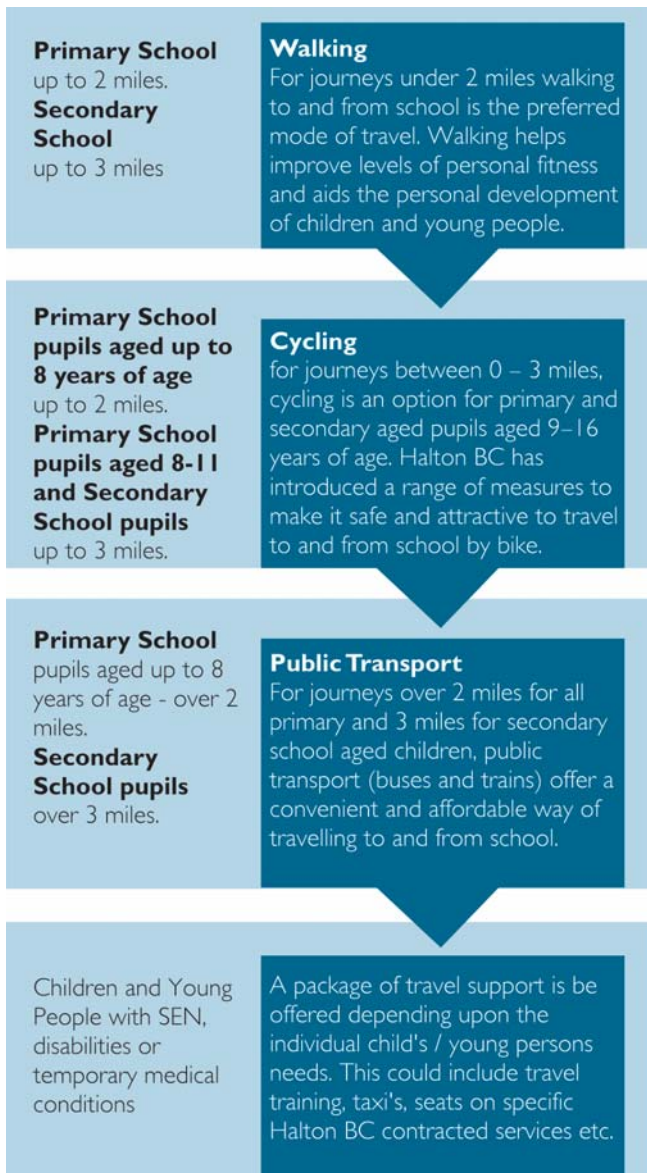 Primary School
up to 2 miles.
Secondary
School
up to 3 miles
Walking
For journeys under 2 miles walking
to and from school is the preferred
mode of travel. Walking helps
improve levels of personal fitness
and aids the personal development
of children and young people.
Primary School
pupils aged up to
8 years of age
up to 2 miles.
Primary School
pupils aged 8-11
and Secondary
School pupils
up to 3 miles.
Cycling
for journeys between 0 – 3 miles,
cycling is an option for primary and
secondary aged pupils aged 9–16
years of age. Halton BC has
introduced a range of measures to
make it safe and attractive to travel
to and from school by bike.
Primary School
pupils aged up to 8
years of age - over 2
miles.
Secondary
School pupils
over 3 miles.
Public Transport
For journeys over 2 miles for all
primary and 3 miles for secondary
school aged children, public
transport (buses and trains) offer a
convenient and affordable way of
travelling to and from school.
Children and Young
People with SEN,
disabilities or
temporary medical
conditions
A package of travel support is be
offered depending upon the
individual child's / young persons
needs. This could include travel
training, taxi's, seats on specific
Halton BC contracted services etc.